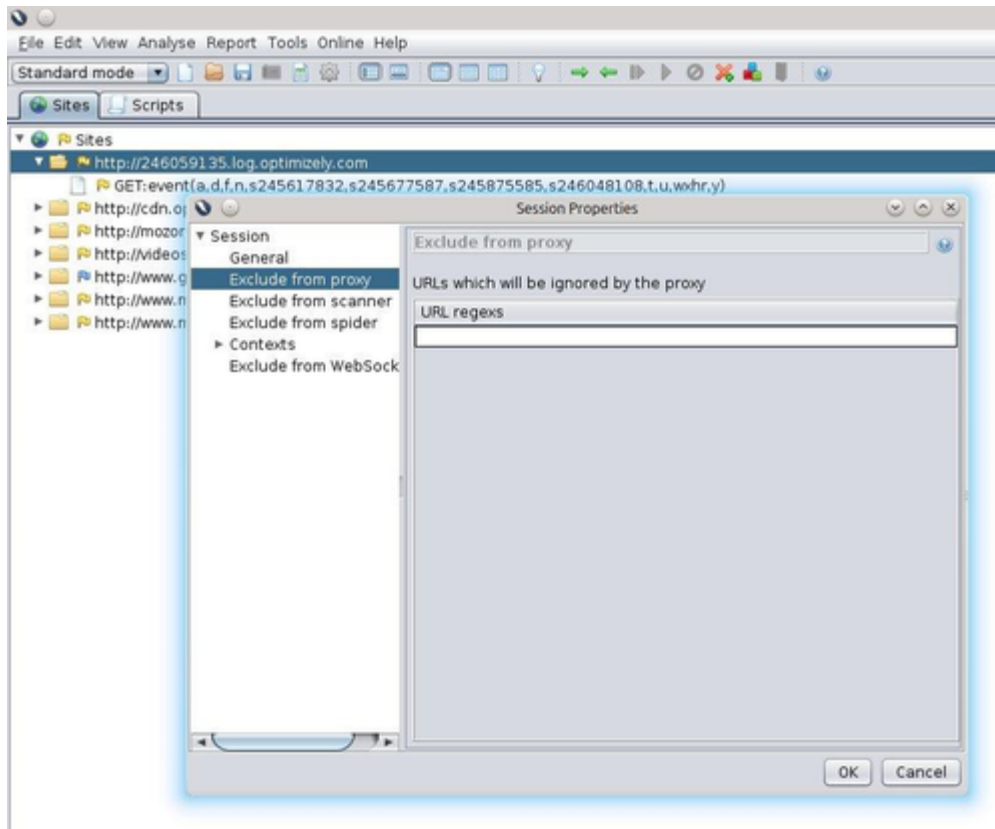 File Edit View Analyse Report Tools Online Help
Standard mode
Sites Scripts
Sites
http://246059135.log.optimizely.com
GET:event(a,d,f,n,s245617832,s245677587,s245875585,s246048108,t,u,wxhr,y)
http://cdn.o
http://mozor
http://videos
http://www.g
http://www.n
http://www.n
Session Properties
Session
General
Exclude from proxy
Exclude from scanner
Exclude from spider
Contexts
Exclude from WebSock
Exclude from proxy
URLs which will be ignored by the proxy
URL regexs
OK Cancel